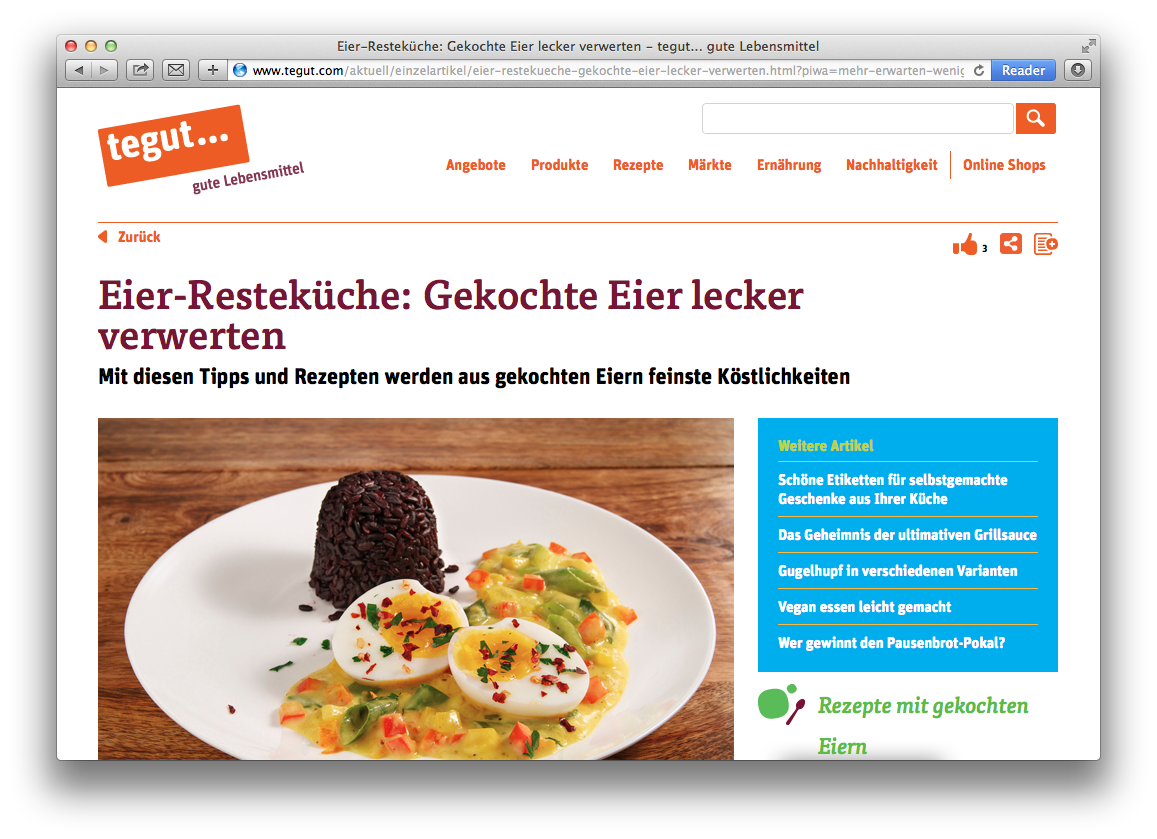 Eier-Resteküche: Gekochte Eier lecker verwerten – tegut... gute Lebensmittel
www.tegut.com/aktuell/einzelartikel/eier-restekueche-gekochte-eier-lecker-verwerten.html?piwa=mehr-erwarten-wenig
Reader
tegut...
gute Lebensmittel
Angebote Produkte Rezepte Märkte Ernährung Nachhaltigkeit Online Shops
Zurück
3
Eier-Resteküche: Gekochte Eier lecker
verwerten
Mit diesen Tipps und Rezepten werden aus gekochten Eiern feinste Köstlichkeiten
Weitere Artikel
Schöne Etiketten für selbstgemachte
Geschenke aus Ihrer Küche
Das Geheimnis der ultimativen Grillsauce
Gugelhupf in verschiedenen Varianten
Vegan essen leicht gemacht
Wer gewinnt den Pausenbrot-Pokal?
Rezepte mit gekochten
Eiern